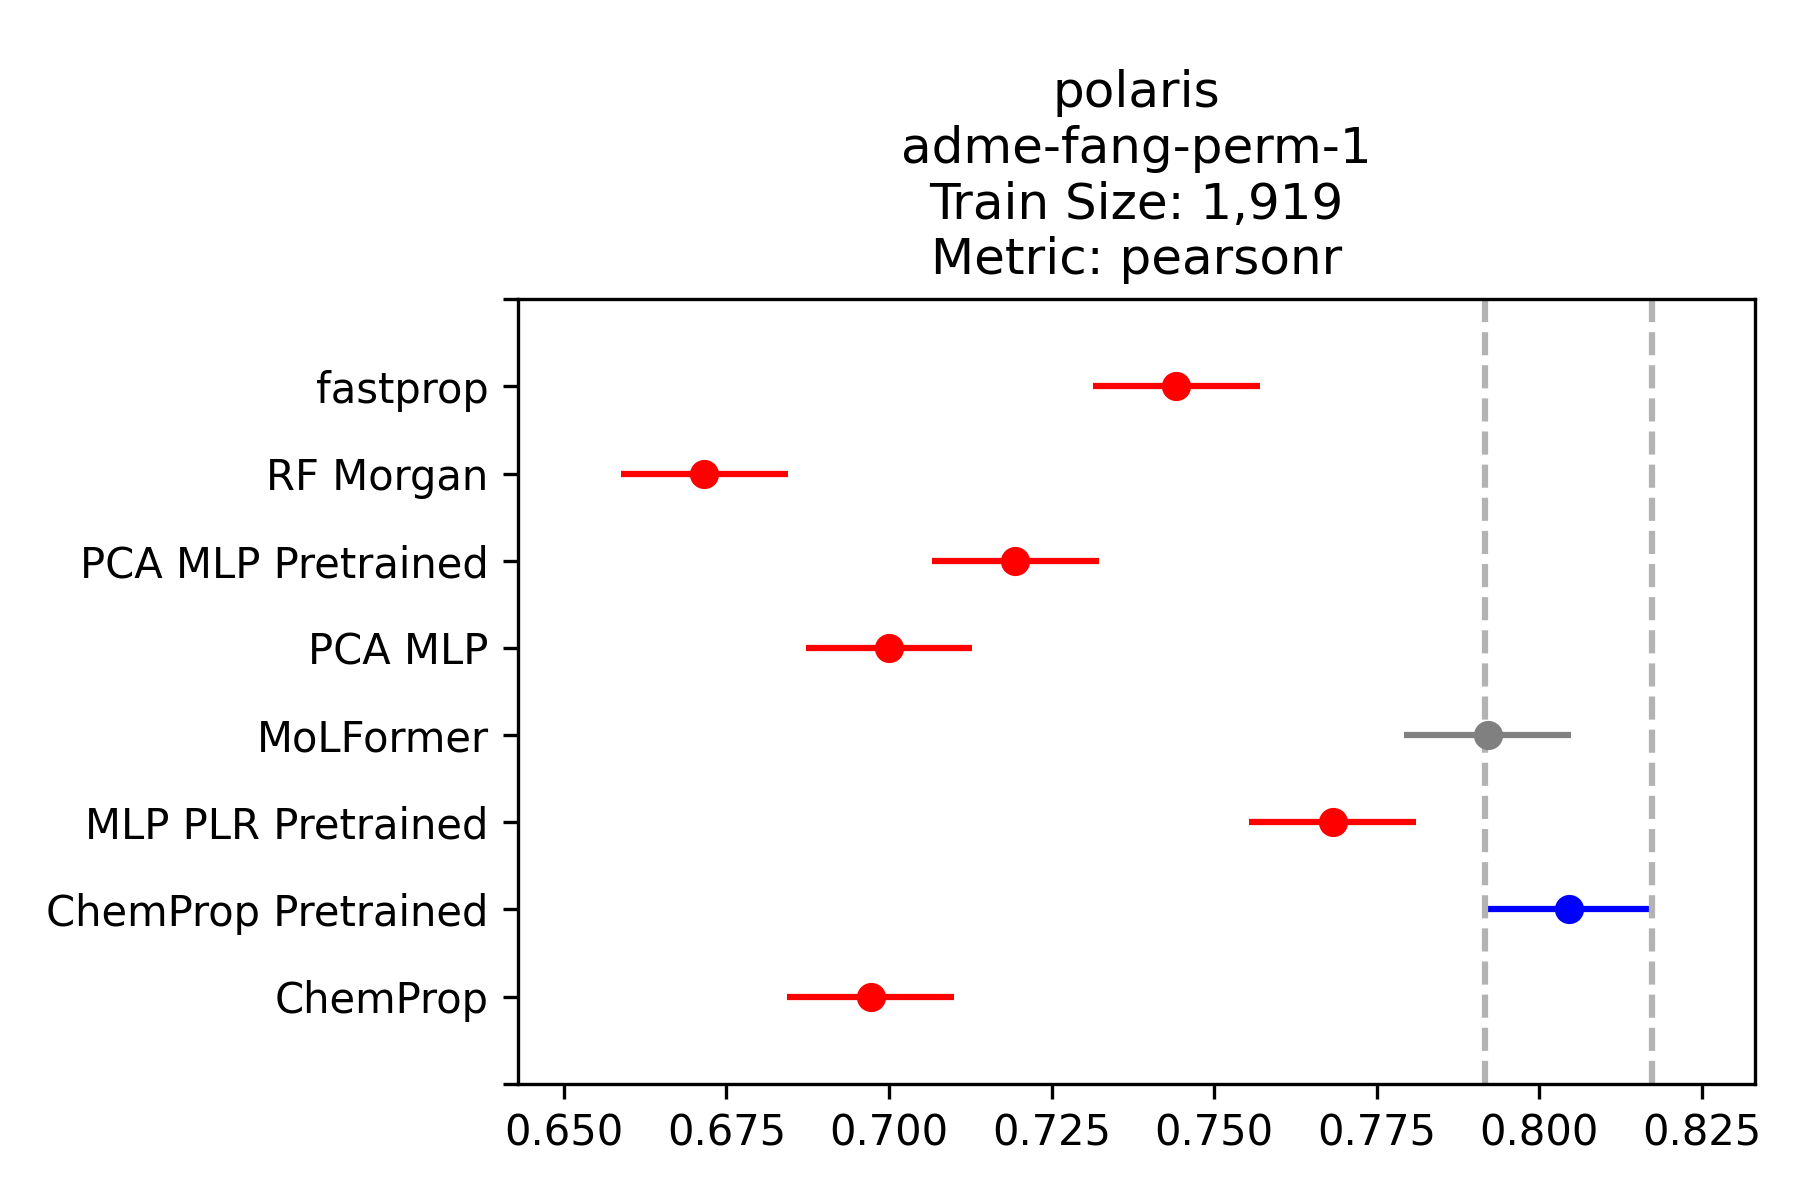 polaris
adme-fang-perm-1
Train Size: 1,919
Metric: pearsonr
fastprop
RF Morgan
PCA MLP Pretrained
PCA MLP
MoLFormer
MLP PLR Pretrained
ChemProp Pretrained
ChemProp
0.650 0.675 0.700 0.725 0.750 0.775 0.800 0.825